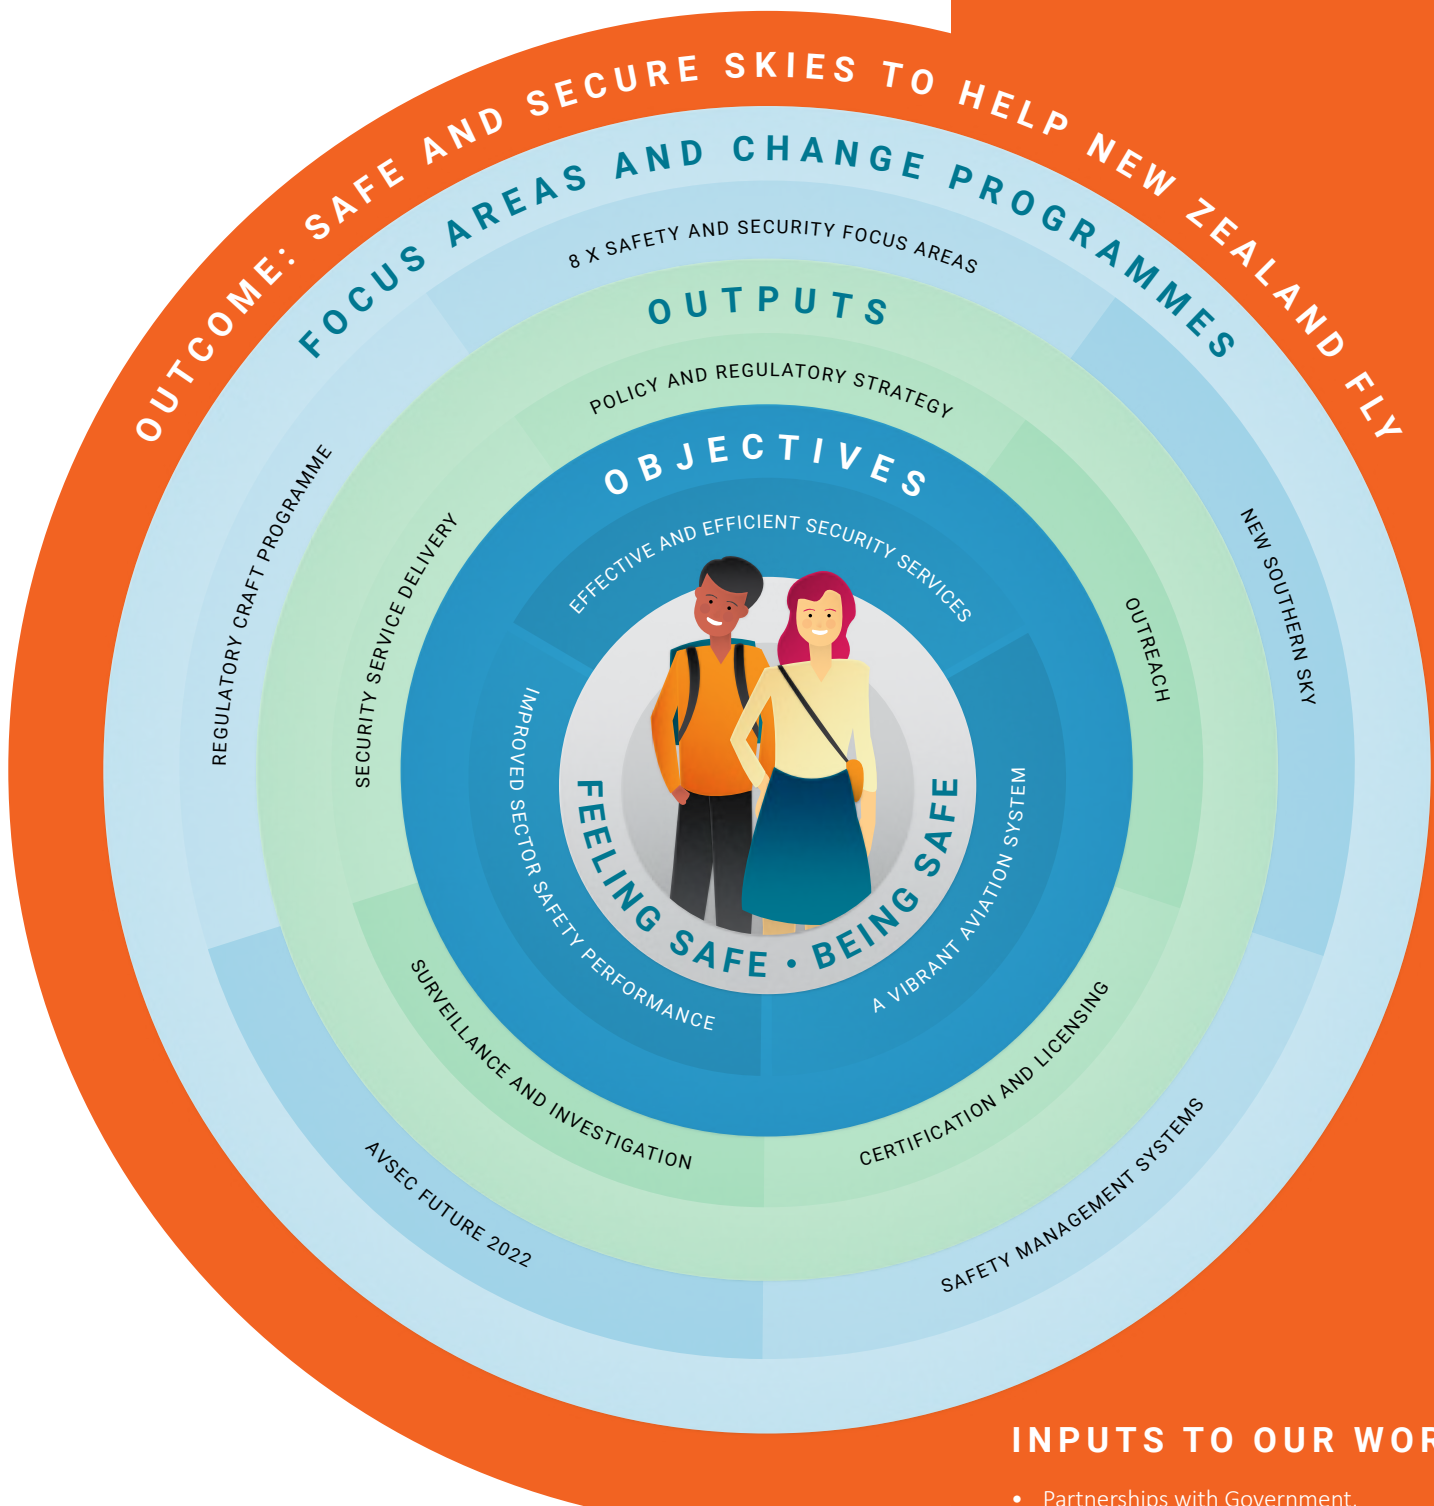 OUTCOME: SAFE AND SECURE SKIES TO HELP NEW ZEALAND FLY
FOCUS AREAS AND CHANGE PROGRAMMES
8 X SAFETY AND SECURITY FOCUS AREAS
NEW SOUTHERN SKY
SAFETY MANAGEMENT SYSTEMS
AVSEC FUTURE 2022
REGULATORY CRAFT PROGRAMME
OUTPUTS
POLICY AND REGULATORY STRATEGY
OUTREACH
CERTIFICATION AND LICENSING
SURVEILLANCE AND INVESTIGATION
SECURITY SERVICE DELIVERY
OBJECTIVES
EFFECTIVE AND EFFICIENT SECURITY SERVICES
A VIBRANT AVIATION SYSTEM
IMPROVED SECTOR SAFETY PERFORMANCE
FEELING SAFE • BEING SAFE
INPUTS TO OUR
• Partnerships with Government,